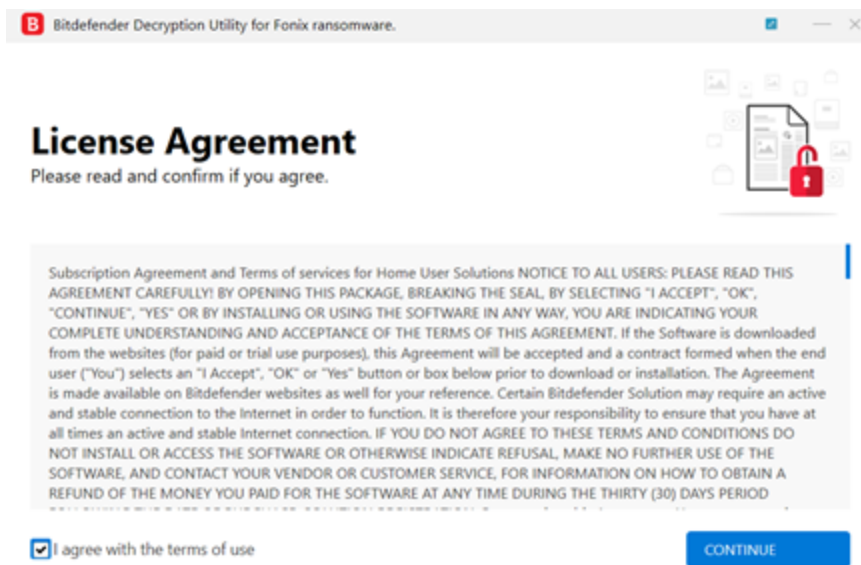 B Bitdefender Decryption Utility for Fonix ransomware.
License Agreement
Please read and confirm if you agree.
Subscription Agreement and Terms of services for Home User Solutions NOTICE TO ALL USERS: PLEASE READ THIS
AGREEMENT CAREFULLY! BY OPENING THIS PACKAGE, BREAKING THE SEAL, BY SELECTING "I ACCEPT", "OK",
"CONTINUE", "YES" OR BY INSTALLING OR USING THE SOFTWARE IN ANY WAY, YOU ARE INDICATING YOUR
COMPLETE UNDERSTANDING AND ACCEPTANCE OF THE TERMS OF THIS AGREEMENT. If the Software is downloaded
from the websites (for paid or trial use purposes), this Agreement will be accepted and a contract formed when the end
user ("You") selects an "I Accept", "OK" or "Yes" button or box below prior to download or installation. The Agreement
is made available on Bitdefender websites as well for your reference. Certain Bitdefender Solution may require an active
and stable connection to the Internet in order to function. It is therefore your responsibility to ensure that you have at
all times an active and stable Internet connection. IF YOU DO NOT AGREE TO THESE TERMS AND CONDITIONS DO
NOT INSTALL OR ACCESS THE SOFTWARE OR OTHERWISE INDICATE REFUSAL, MAKE NO FURTHER USE OF THE
SOFTWARE, AND CONTACT YOUR VENDOR OR CUSTOMER SERVICE, FOR INFORMATION ON HOW TO OBTAIN A
REFUND OF THE MONEY YOU PAID FOR THE SOFTWARE AT ANY TIME DURING THE THIRTY (30) DAYS PERIOD
I agree with the terms of use
CONTINUE